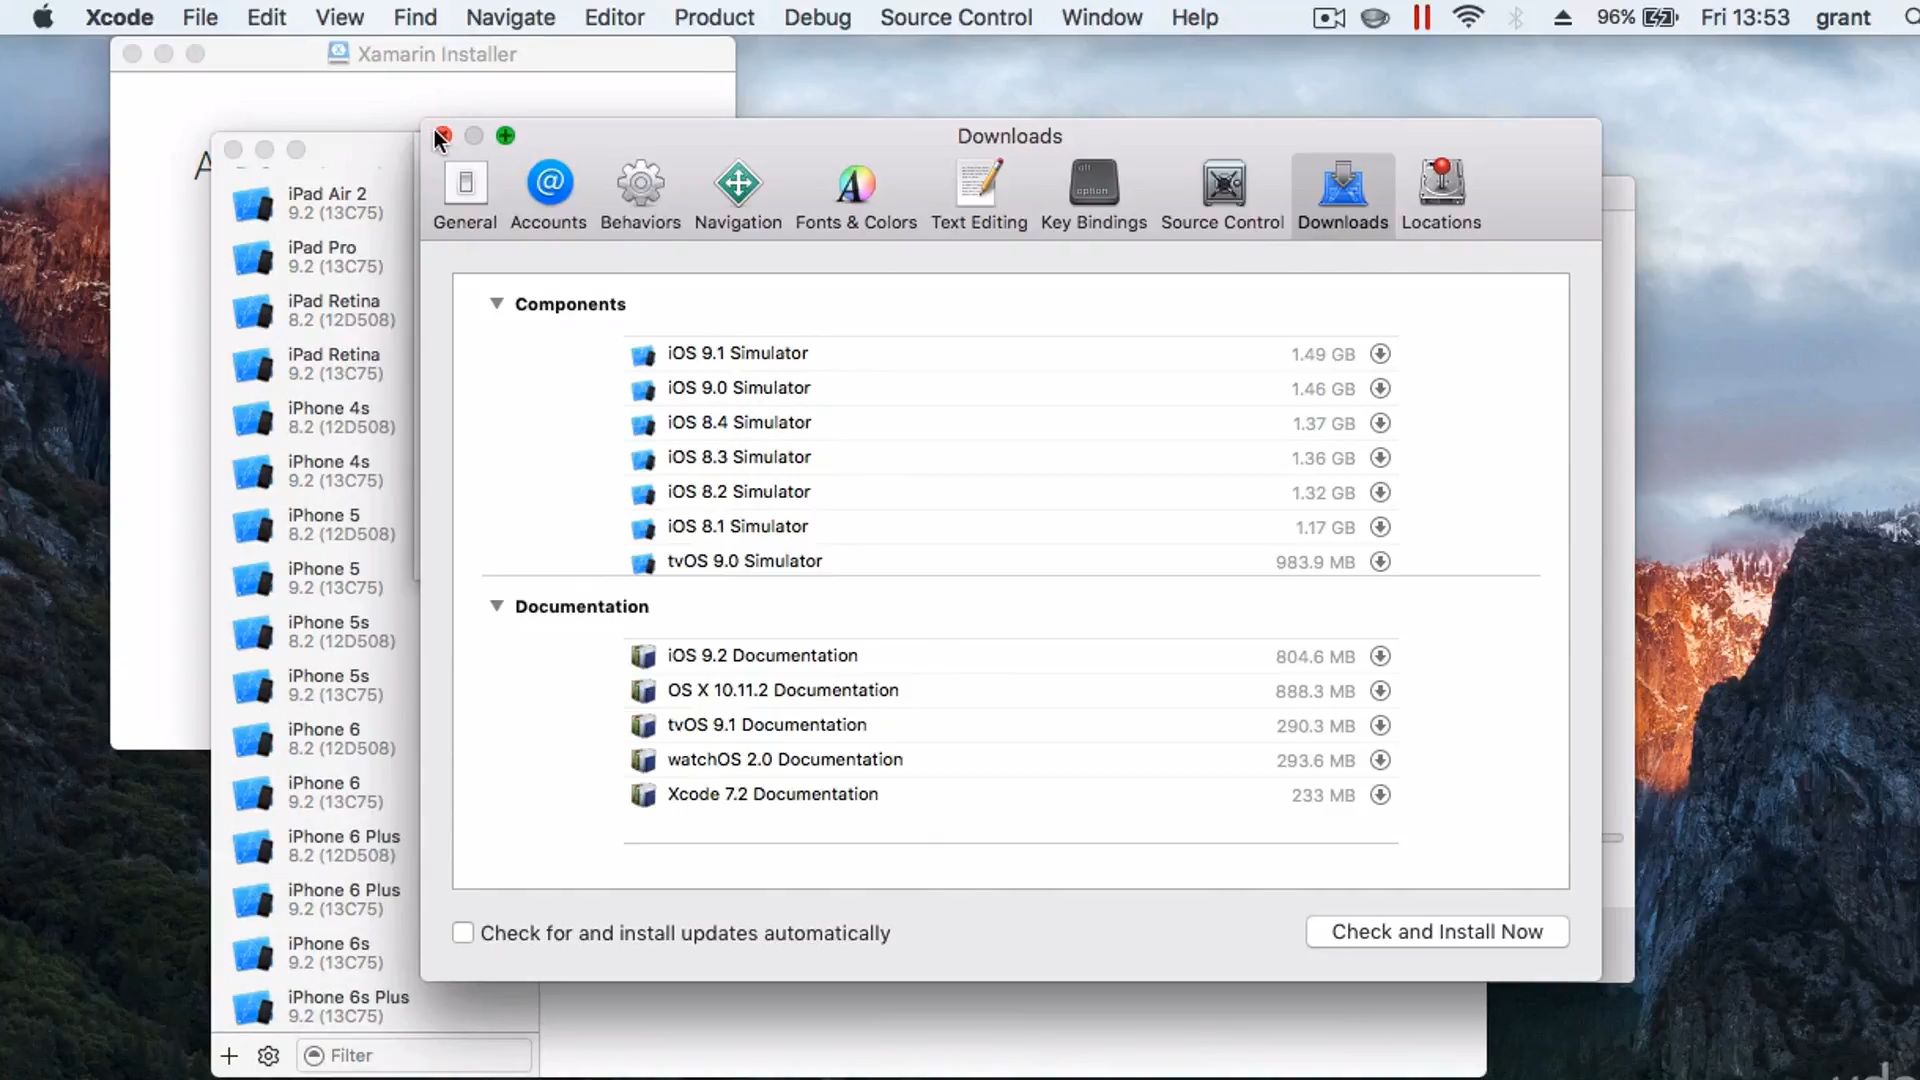 Xcode File Edit View Find Navigate Editor Product Debug Source Control Window Help 96% Fri 13:53 grant
Xamarin Installer
A
Downloads
General Accounts Behaviors Navigation Fonts & Colors Text Editing Key Bindings Source Control Downloads Locations
alt
option
iPad Air 2
9.2 (13C75)
iPad Pro
9.2 (13C75)
iPad Retina
8.2 (12D508)
iPad Retina
9.2 (13C75)
iPhone 4s
8.2 (12D508)
iPhone 4s
9.2 (13C75)
iPhone 5
8.2 (12D508)
iPhone 5
9.2 (13C75)
iPhone 5s
8.2 (12D508)
iPhone 5s
9.2 (13C75)
iPhone 6
8.2 (12D508)
iPhone 6
9.2 (13C75)
iPhone 6 Plus
8.2 (12D508)
iPhone 6 Plus
9.2 (13C75)
iPhone 6s
9.2 (13C75)
iPhone 6s Plus
9.2 (13C75)
Filter
Components
iOS 9.1 Simulator 1.49 GB
iOS 9.0 Simulator 1.46 GB
iOS 8.4 Simulator 1.37 GB
iOS 8.3 Simulator 1.36 GB
iOS 8.2 Simulator 1.32 GB
iOS 8.1 Simulator 1.17 GB
tvOS 9.0 Simulator 983.9 MB
Documentation
iOS 9.2 Documentation 804.6 MB
OS X 10.11.2 Documentation 888.3 MB
tvOS 9.1 Documentation 290.3 MB
watchOS 2.0 Documentation 293.6 MB
Xcode 7.2 Documentation 233 MB
Check for and install updates automatically
Check and Install Now